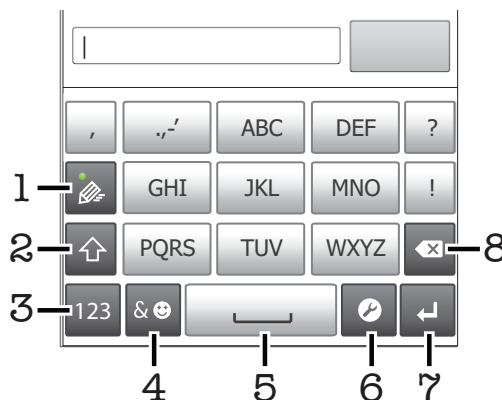 , .,-′ ABC DEF ?
1 GHI JKL MNO !
2 PQRS TUV WXYZ 8
3 123 &
4 5 6 7